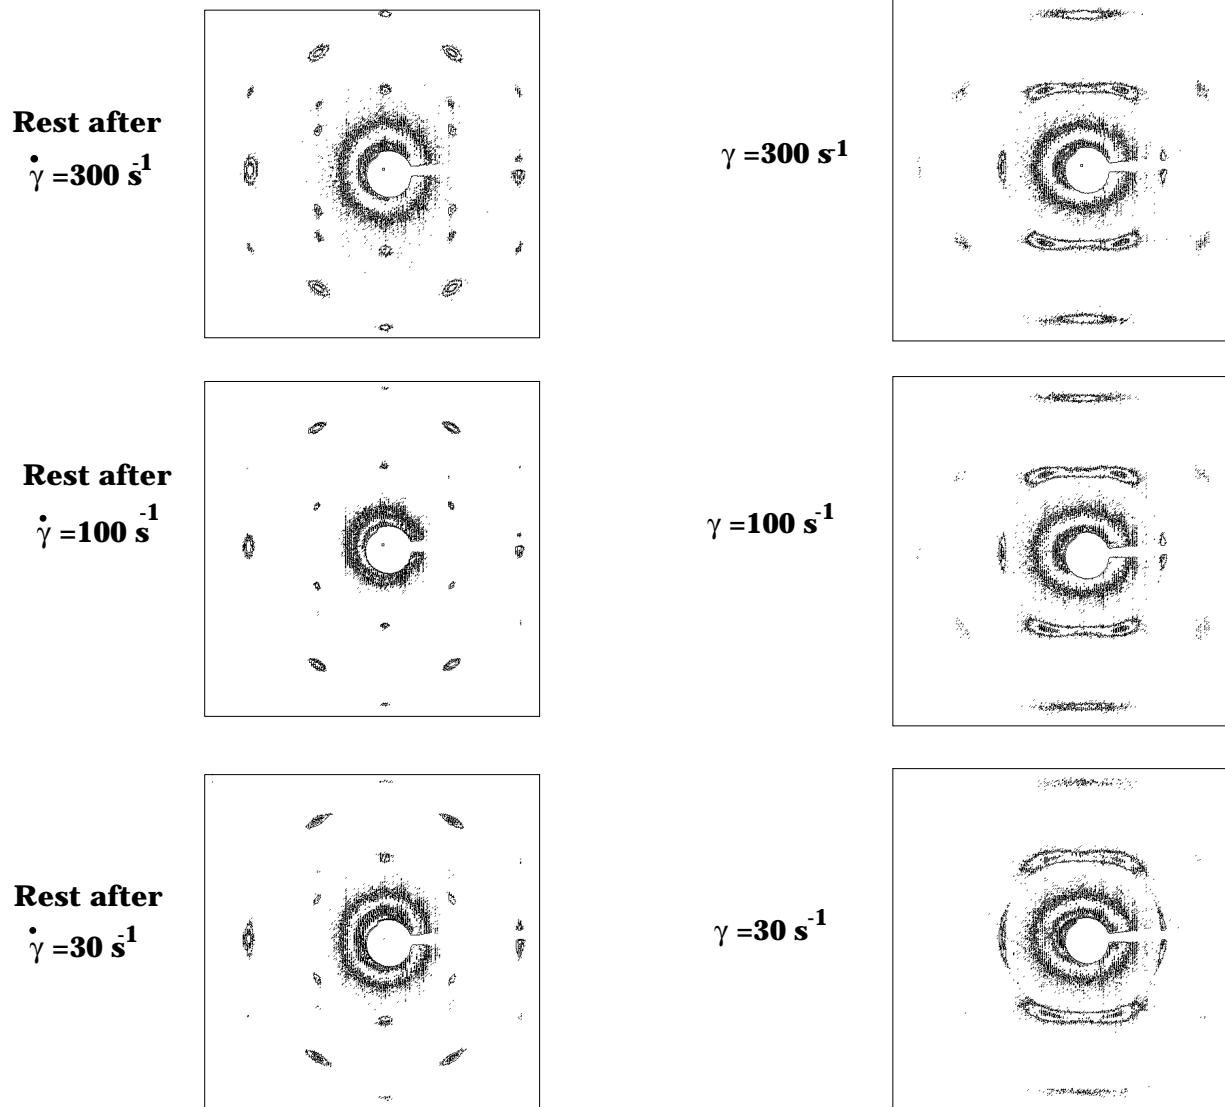 Rest after
γ̇ =300 s-1
γ =300 s-1
Rest after
γ̇ =100 s-1
γ =100 s-1
Rest after
γ̇ =30 s-1
γ =30 s-1